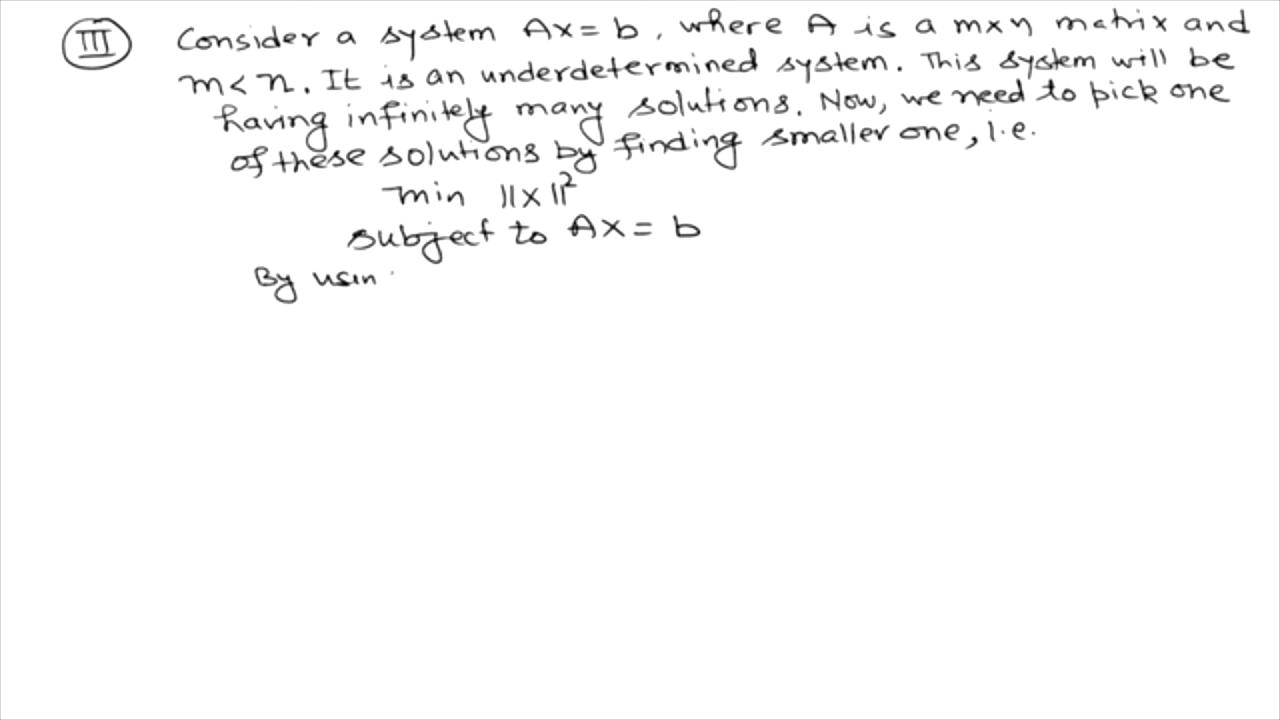 III Consider a system Ax = b, where A is a m×n matrix and
m < n. It is an underdetermined system. This system will be
having infinitely many solutions. Now, we need to pick one
of these solutions by finding smaller one, i.e.
min ||x||²
subject to Ax = b
By usin